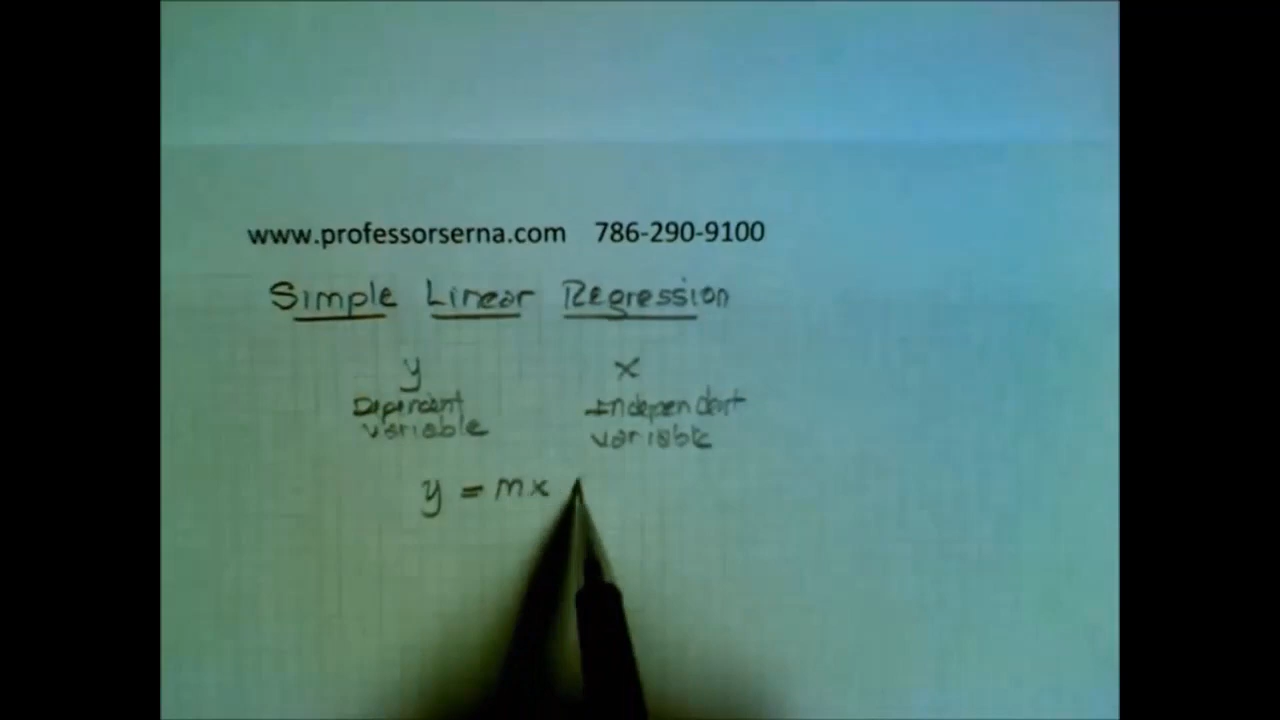 www.professorserna.com 786-290-9100
Simple Linear Regression
y x
Dependent Independent
variable variable
y = mx